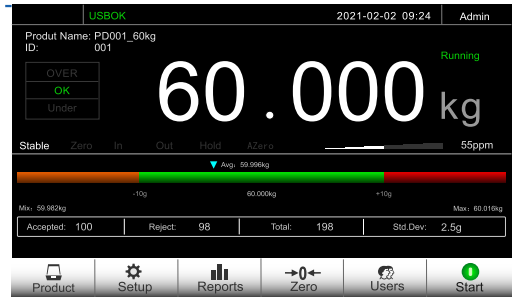 USBOK 2021-02-02 09:24 Admin
Produt Name: PD001_60kg
ID: 001
Running
OVER
OK
Under
60.000 kg
Stable Zero In Out Hold AZero 55ppm
Avg: 59.996kg
-10g 60.000kg +10g
Mix: 59.982kg Max: 60.016kg
Accepted: 100 Reject: 98 Total: 198 Std.Dev: 2.5g
→0←
Product Setup Reports Zero Users Start